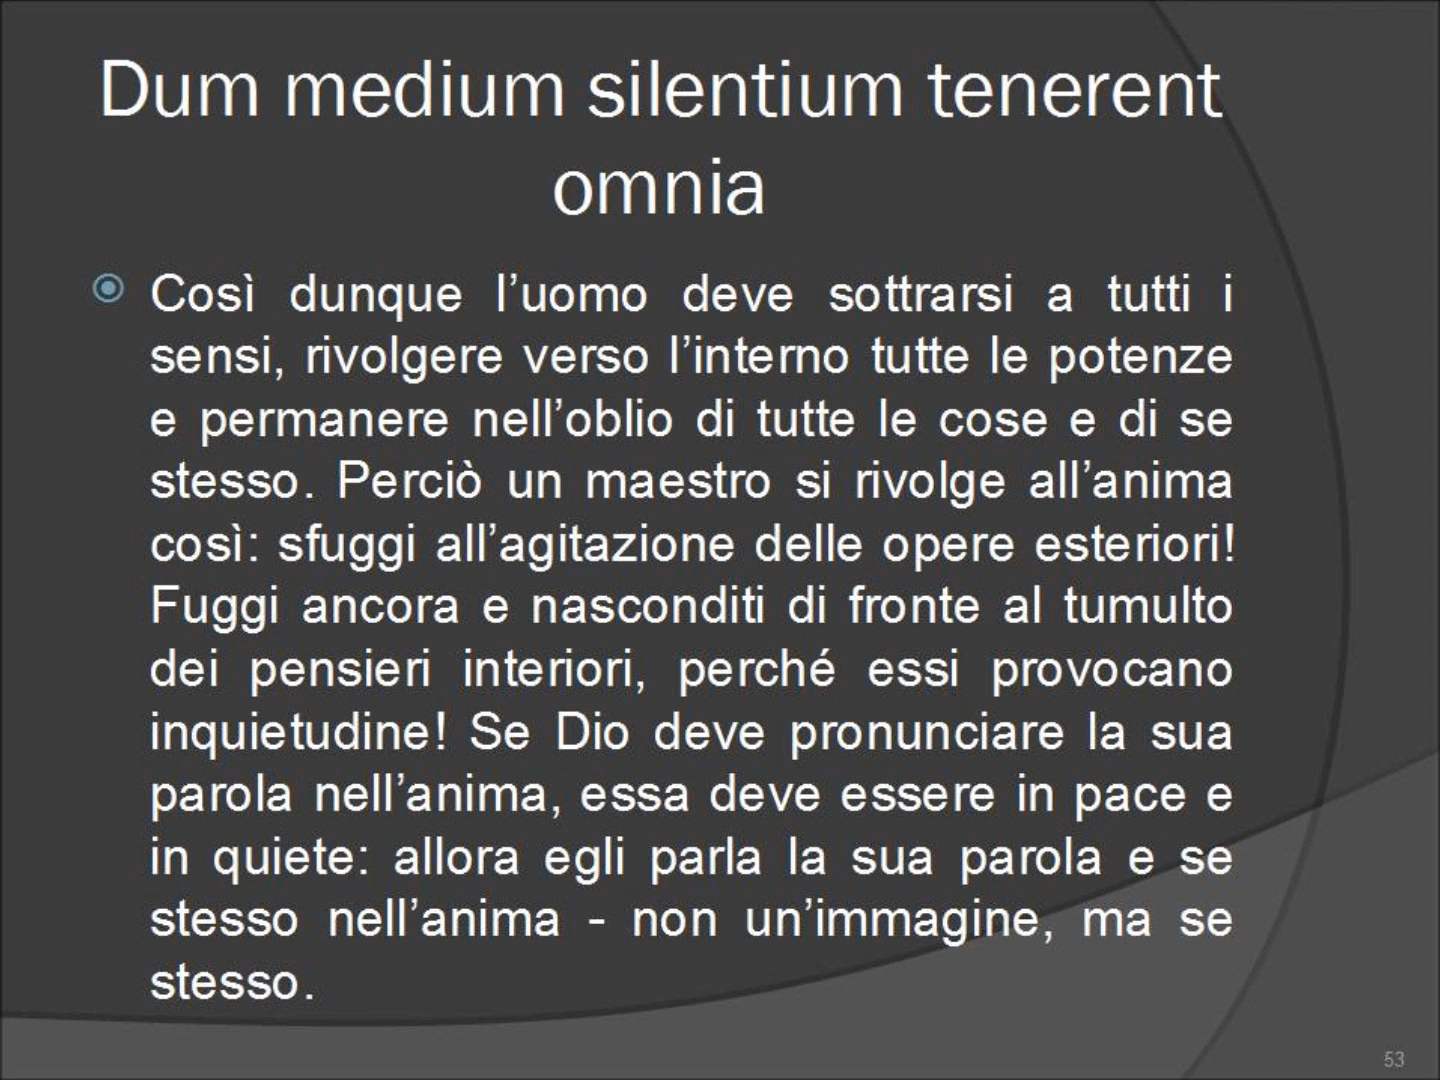 Dum medium silentium tenerent
omnia
Così dunque l’uomo deve sottrarsi a tutti i
sensi, rivolgere verso l’interno tutte le potenze
e permanere nell’oblio di tutte le cose e di se
stesso. Perciò un maestro si rivolge all’anima
così: sfuggi all’agitazione delle opere esteriori!
Fuggi ancora e nasconditi di fronte al tumulto
dei pensieri interiori, perché essi provocano
inquietudine! Se Dio deve pronunciare la sua
parola nell’anima, essa deve essere in pace e
in quiete: allora egli parla la sua parola e se
stesso nell’anima - non un’immagine, ma se
stesso.
53